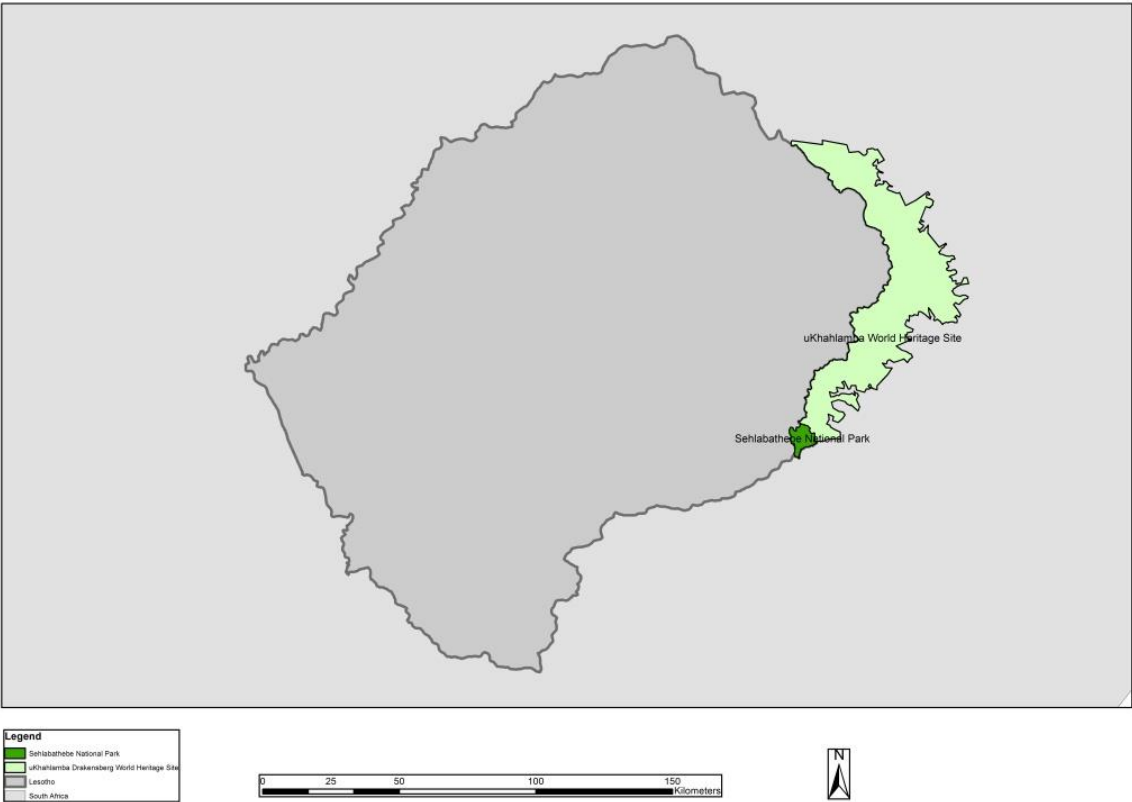 uKhahlamba World Heritage Site
Sehlabathebe National Park
Legend
Sehlabathebe National Park
uKhahlamba Drakensberg World Heritage Site
Lesotho
South Africa
0 25 50 100 150
Kilometers
N